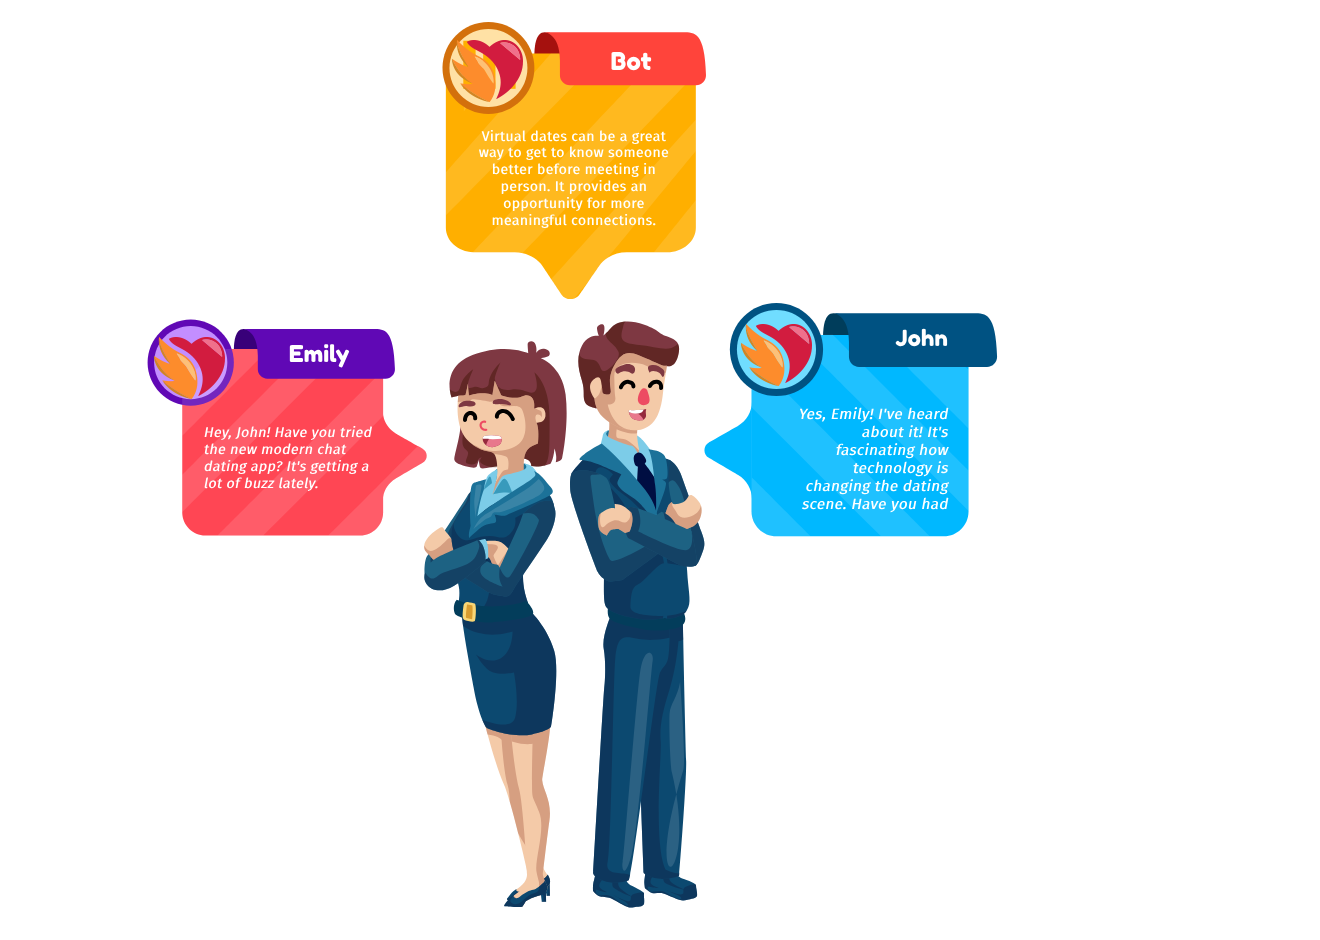 Bot
Virtual dates can be a great
way to get to know someone
better before meeting in
person. It provides an
opportunity for more
meaningful connections.
Emily
Hey, John! Have you tried
the new modern chat
dating app? It's getting a
lot of buzz lately.
John
Yes, Emily! I've heard
about it! It's
fascinating how
technology is
changing the dating
scene. Have you had